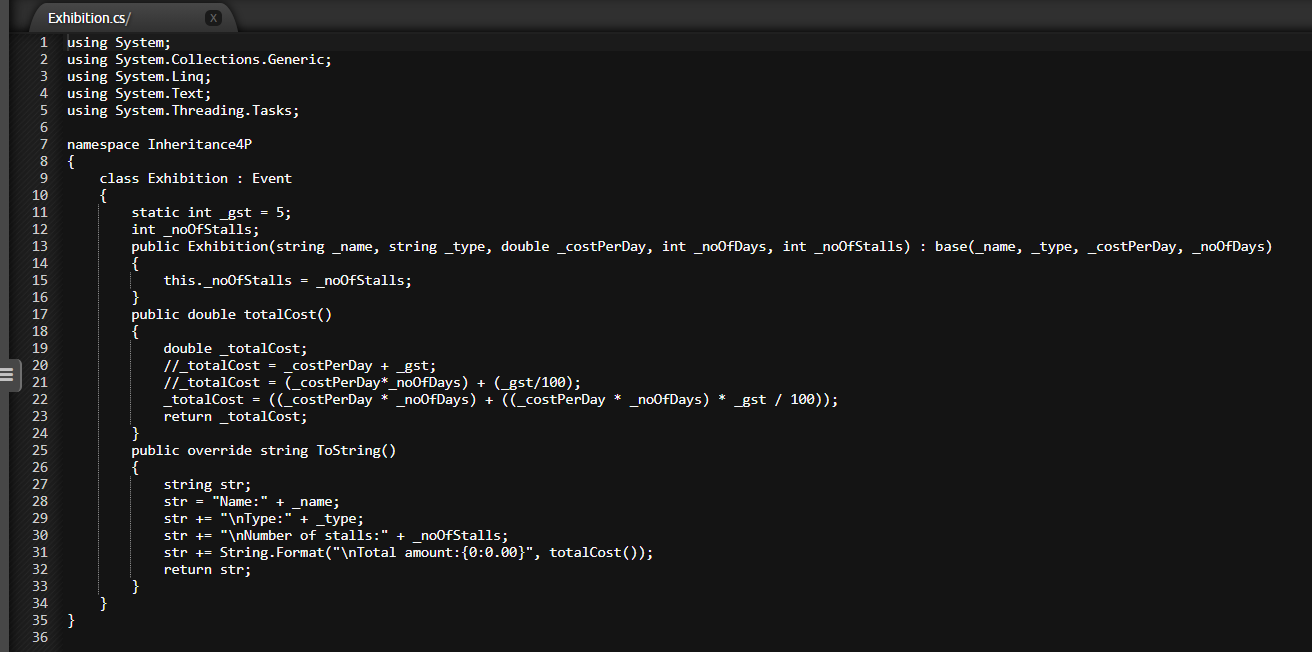 Exhibition.cs/ X
1 using System;
2 using System.Collections.Generic;
3 using System.Linq;
4 using System.Text;
5 using System.Threading.Tasks;
6
7 namespace Inheritance4P
8 {
9     class Exhibition : Event
10     {
11         static int _gst = 5;
12         int _noOfStalls;
13         public Exhibition(string _name, string _type, double _costPerDay, int _noOfDays, int _noOfStalls) : base(_name, _type, _costPerDay, _noOfDays)
14         {
15             this._noOfStalls = _noOfStalls;
16         }
17         public double totalCost()
18         {
19             double _totalCost;
20             //_totalCost = _costPerDay + _gst;
21             //_totalCost = (_costPerDay*_noOfDays) + (_gst/100);
22             _totalCost = ((_costPerDay * _noOfDays) + ((_costPerDay * _noOfDays) * _gst / 100));
23             return _totalCost;
24         }
25         public override string ToString()
26         {
27             string str;
28             str = "Name:" + _name;
29             str += "\nType:" + _type;
30             str += "\nNumber of stalls:" + _noOfStalls;
31             str += String.Format("\nTotal amount:{0:0.00}", totalCost());
32             return str;
33         }
34     }
35 }
36